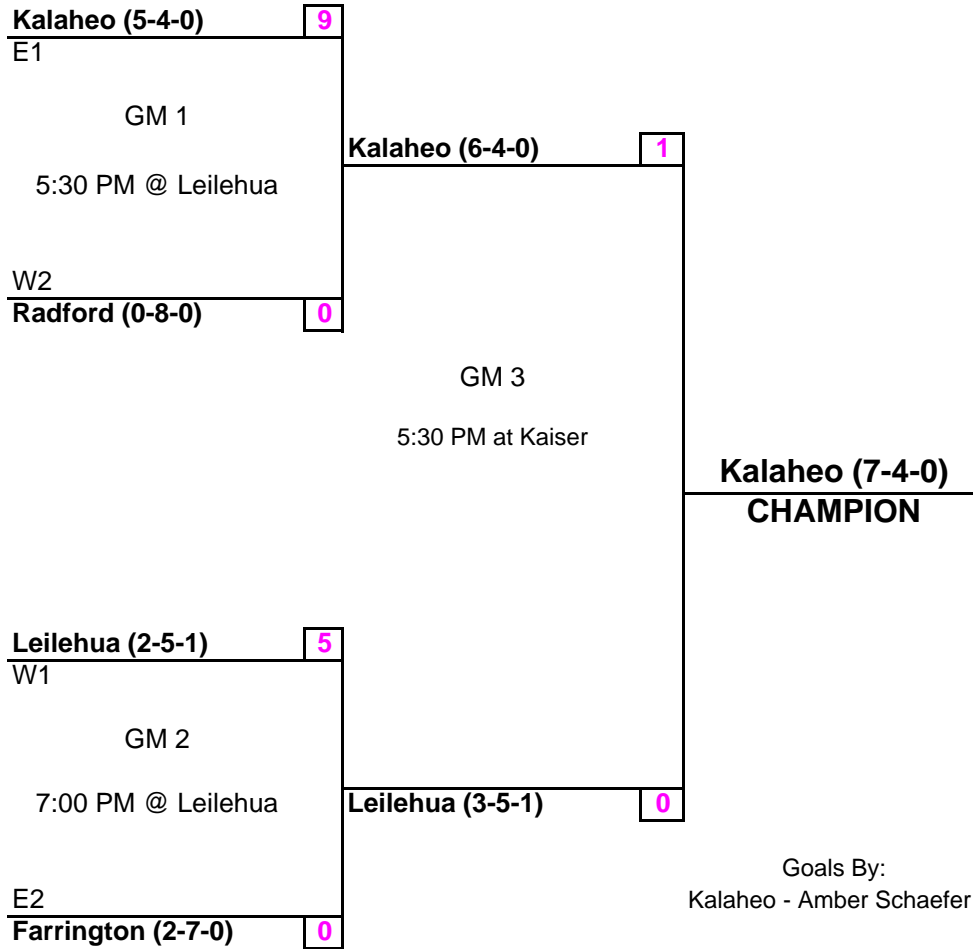 Kalaheo (5-4-0) 9
E1
GM 1
5:30 PM @ Leilehua
W2
Radford (0-8-0) 0
Kalaheo (6-4-0) 1
GM 3
5:30 PM at Kaiser
Kalaheo (7-4-0)
CHAMPION
Leilehua (2-5-1) 5
W1
GM 2
7:00 PM @ Leilehua
E2
Farrington (2-7-0) 0
Leilehua (3-5-1) 0
Goals By:
Kalaheo - Amber Schaefer